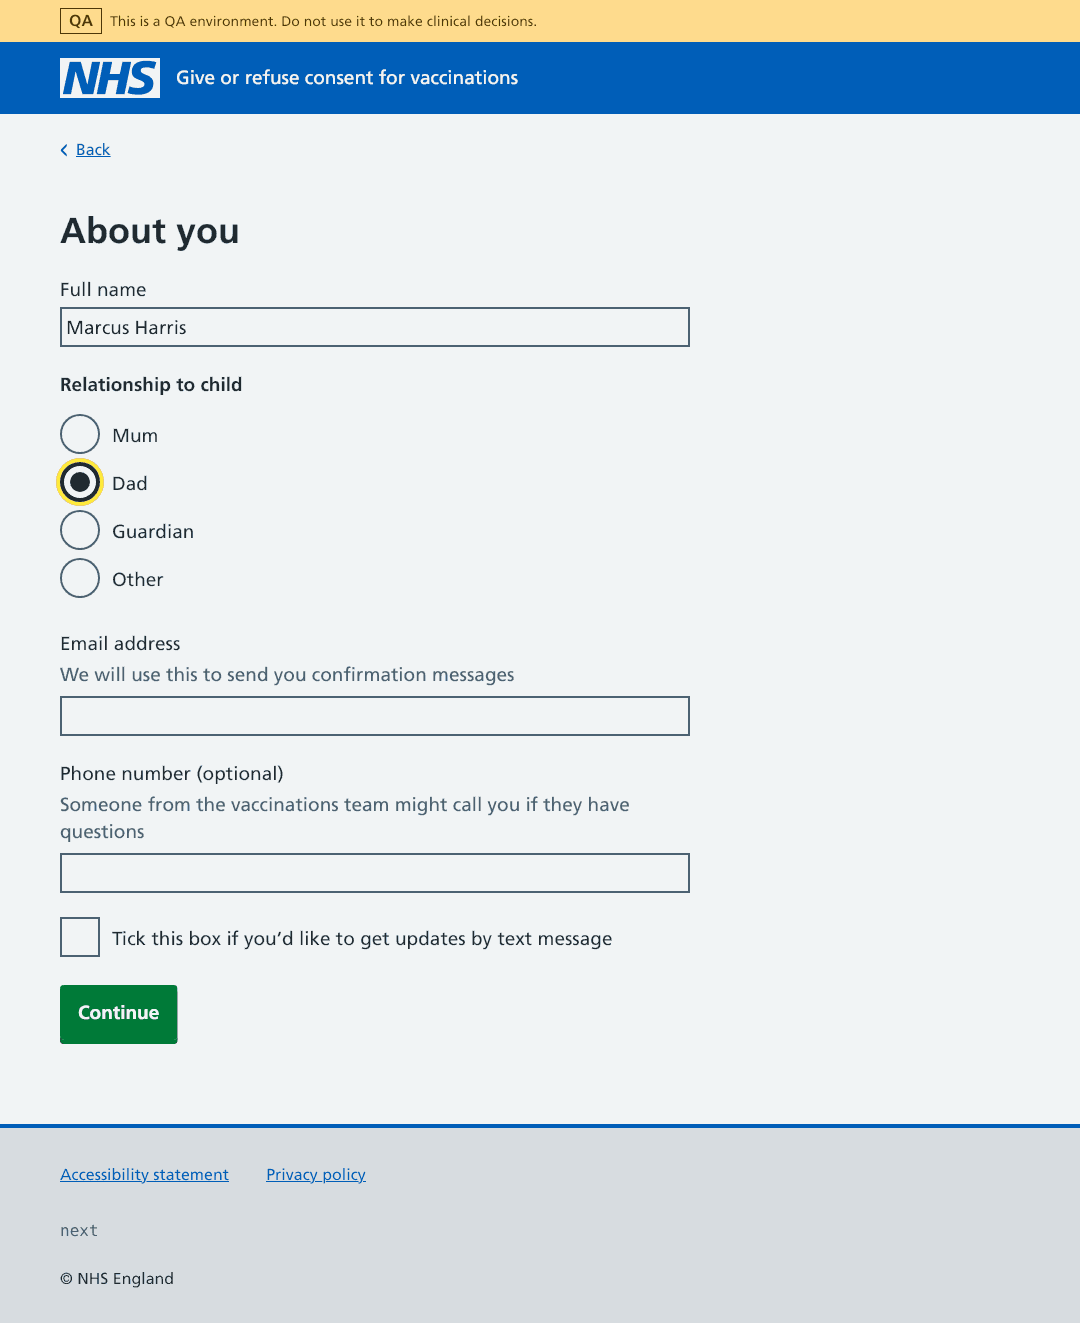 QA This is a QA environment. Do not use it to make clinical decisions.
NHS Give or refuse consent for vaccinations
Back
About you
Full name
Marcus Harris
Relationship to child
Mum
Dad
Guardian
Other
Email address
We will use this to send you confirmation messages
Phone number (optional)
Someone from the vaccinations team might call you if they have
questions
Tick this box if you’d like to get updates by text message
Continue
Accessibility statement Privacy policy
next
© NHS England